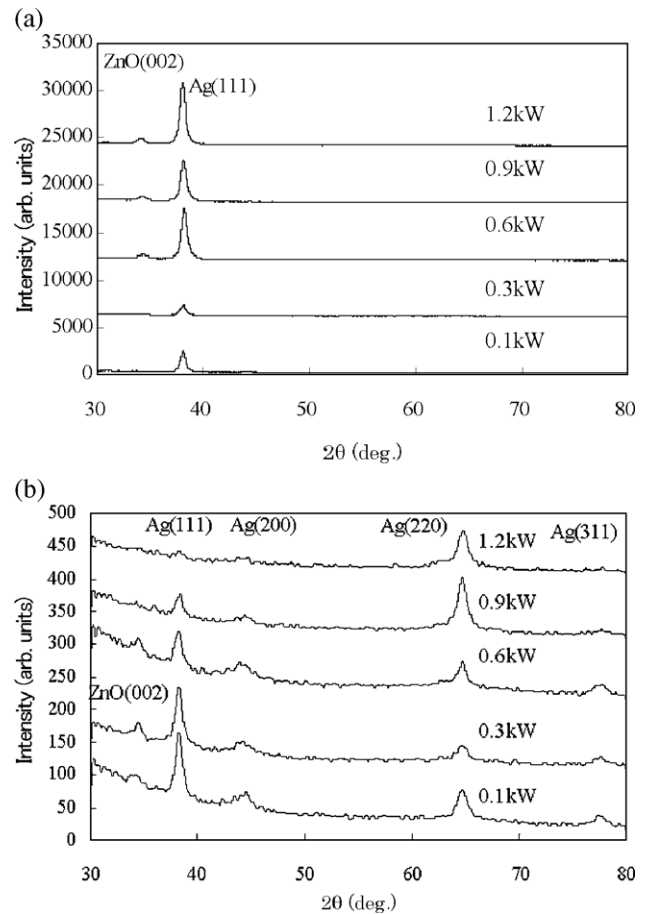 (a)
35000
ZnO(002)
30000
Ag(111)
1.2kW
25000
0.9kW
20000
0.6kW
15000
10000
0.3kW
5000
0.1kW
0
Intensity (arb. units)
30 40 50 60 70 80
2θ (deg.)
(b)
500
Ag(111) Ag(200) Ag(220) 1.2kW Ag(311)
450
400
0.9kW
350
300
0.6kW
250
ZnO(002)
200
0.3kW
150
100
0.1kW
50
0
Intensity (arb. units)
30 40 50 60 70 80
2θ (deg.)